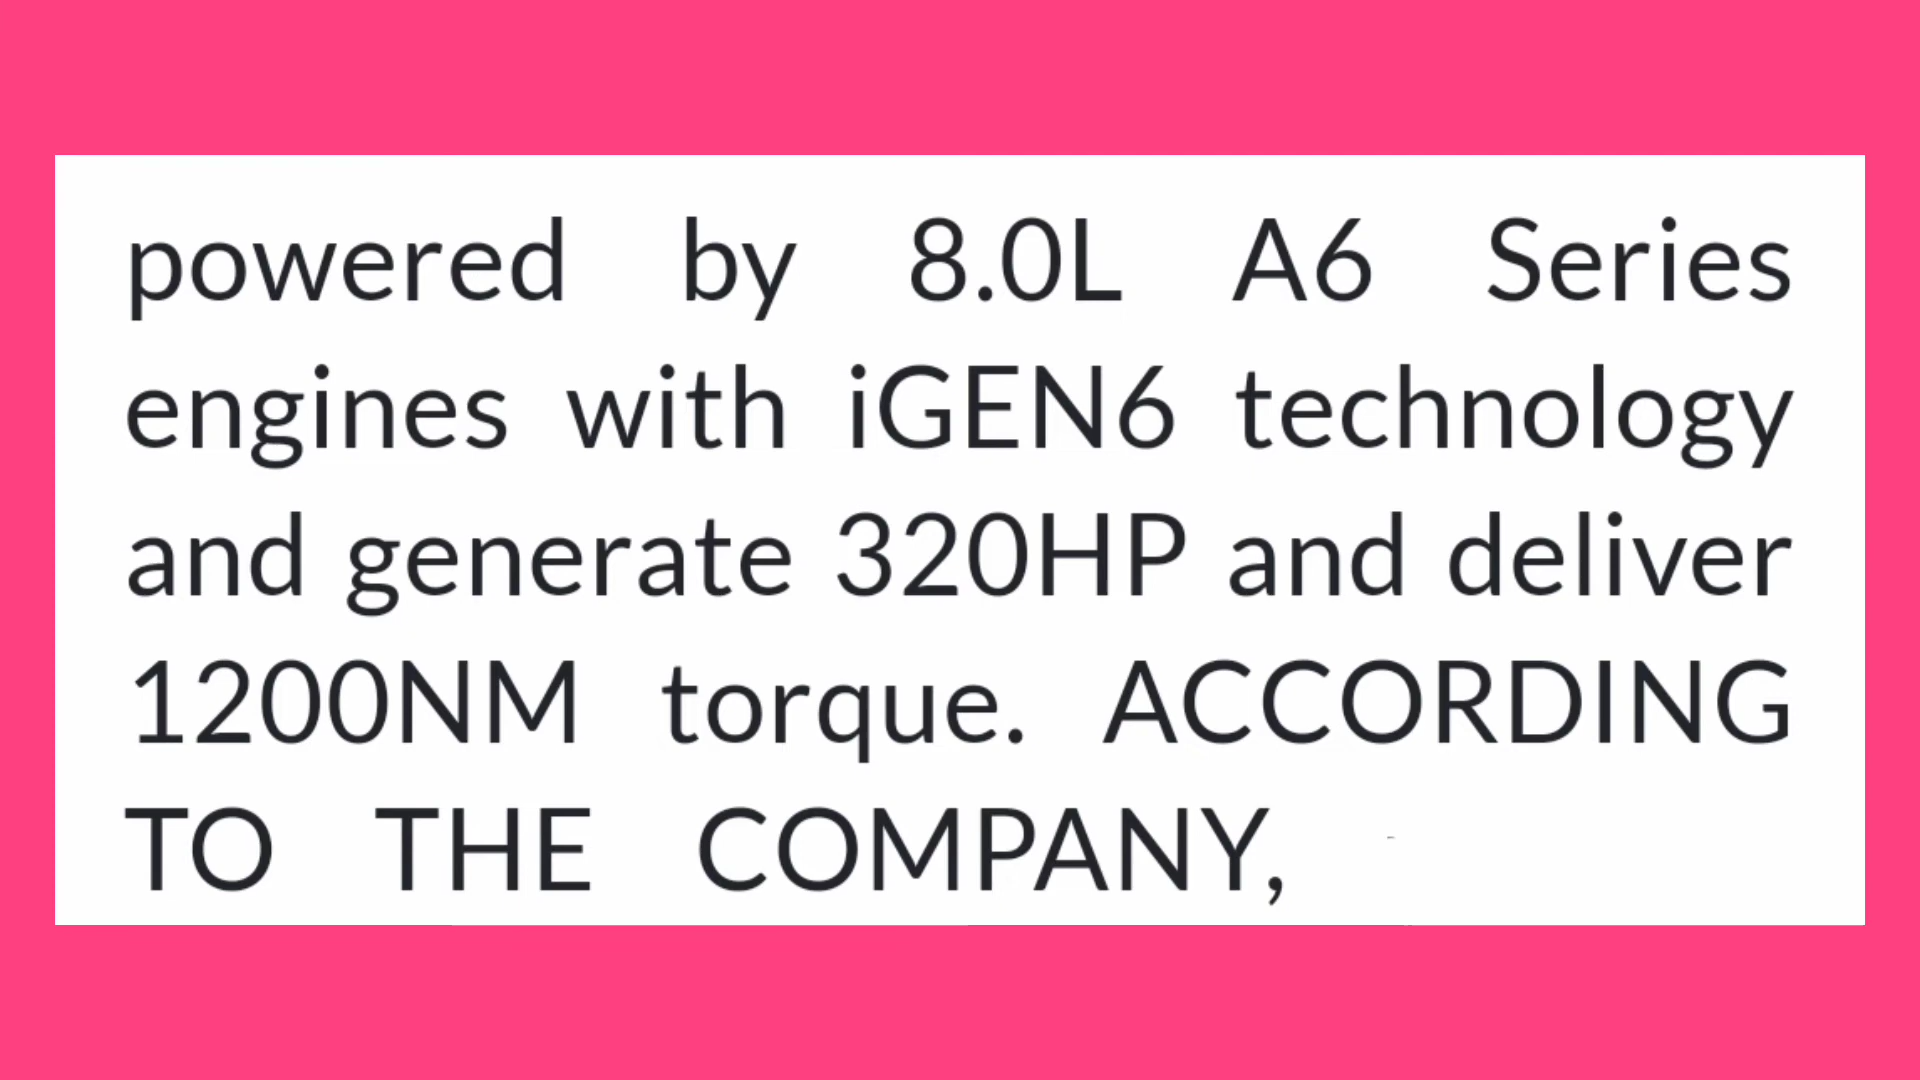 powered by 8.0L A6 Series
engines with iGEN6 technology
and generate 320HP and deliver
1200NM torque. ACCORDING
TO THE COMPANY,